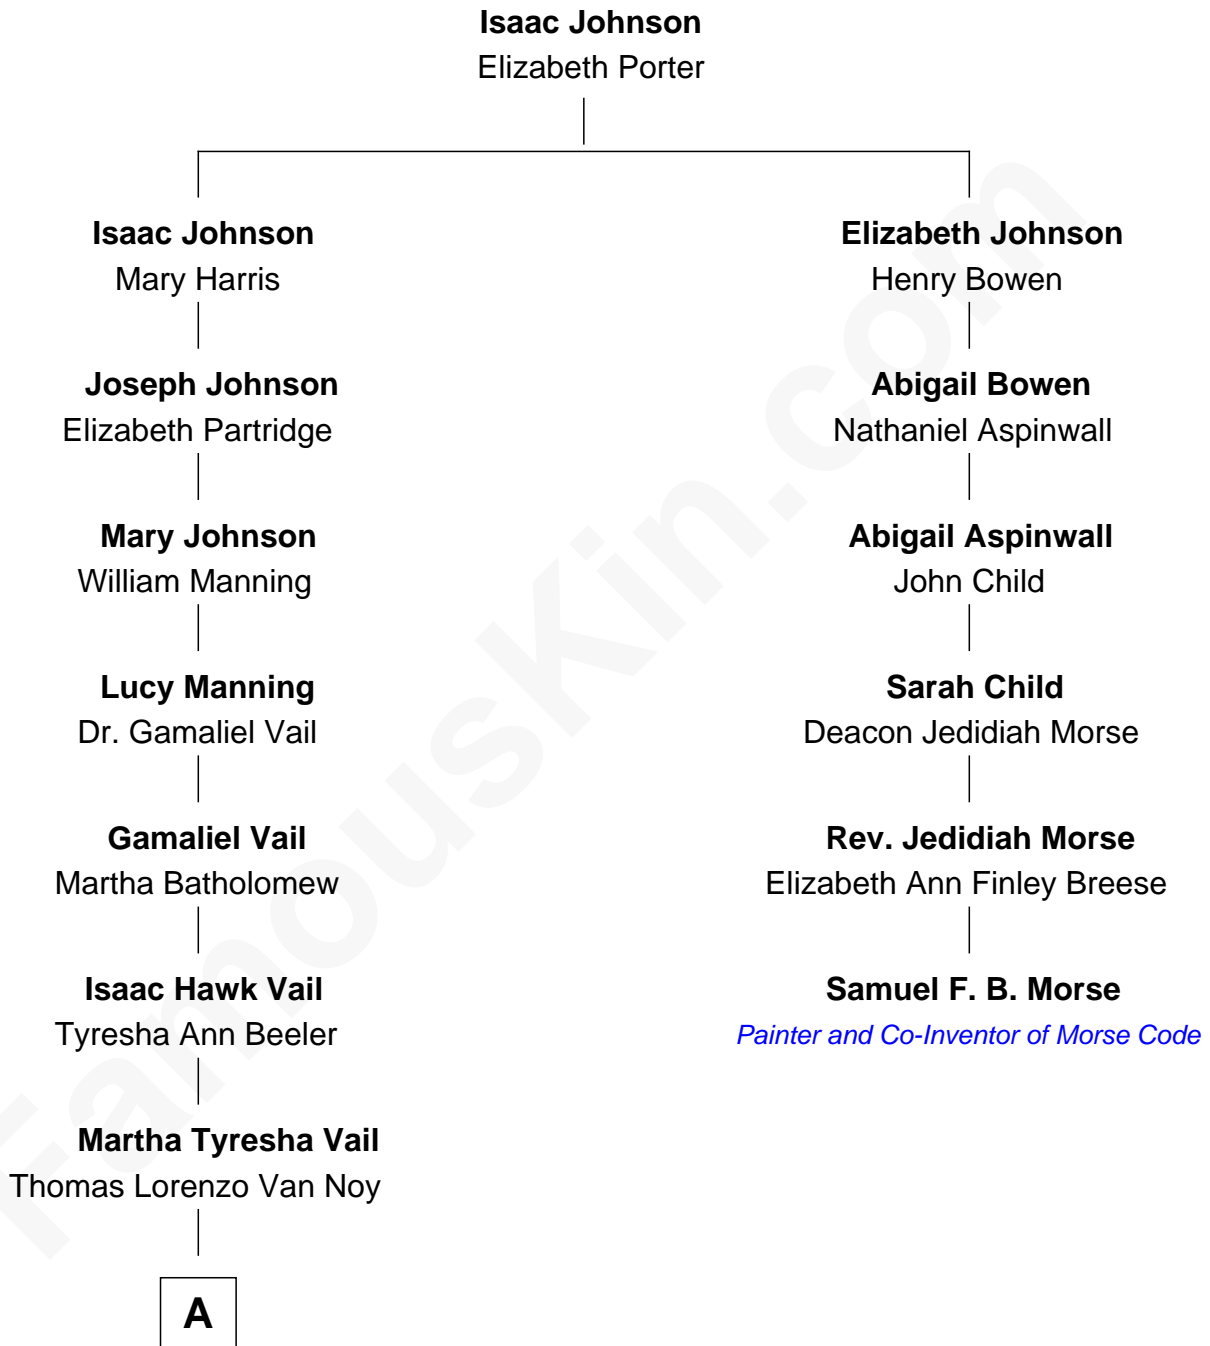 Isaac Johnson
Elizabeth Porter
Isaac Johnson
Mary Harris
Elizabeth Johnson
Henry Bowen
Joseph Johnson
Elizabeth Partridge
Abigail Bowen
Nathaniel Aspinwall
Mary Johnson
William Manning
Abigail Aspinwall
John Child
Lucy Manning
Dr. Gamaliel Vail
Sarah Child
Deacon Jedidiah Morse
Gamaliel Vail
Martha Batholomew
Rev. Jedidiah Morse
Elizabeth Ann Finley Breese
Isaac Hawk Vail
Tyresha Ann Beeler
Samuel F. B. Morse
Painter and Co-Inventor of Morse Code
Martha Tyresha Vail
Thomas Lorenzo Van Noy
A
FamousKin.com